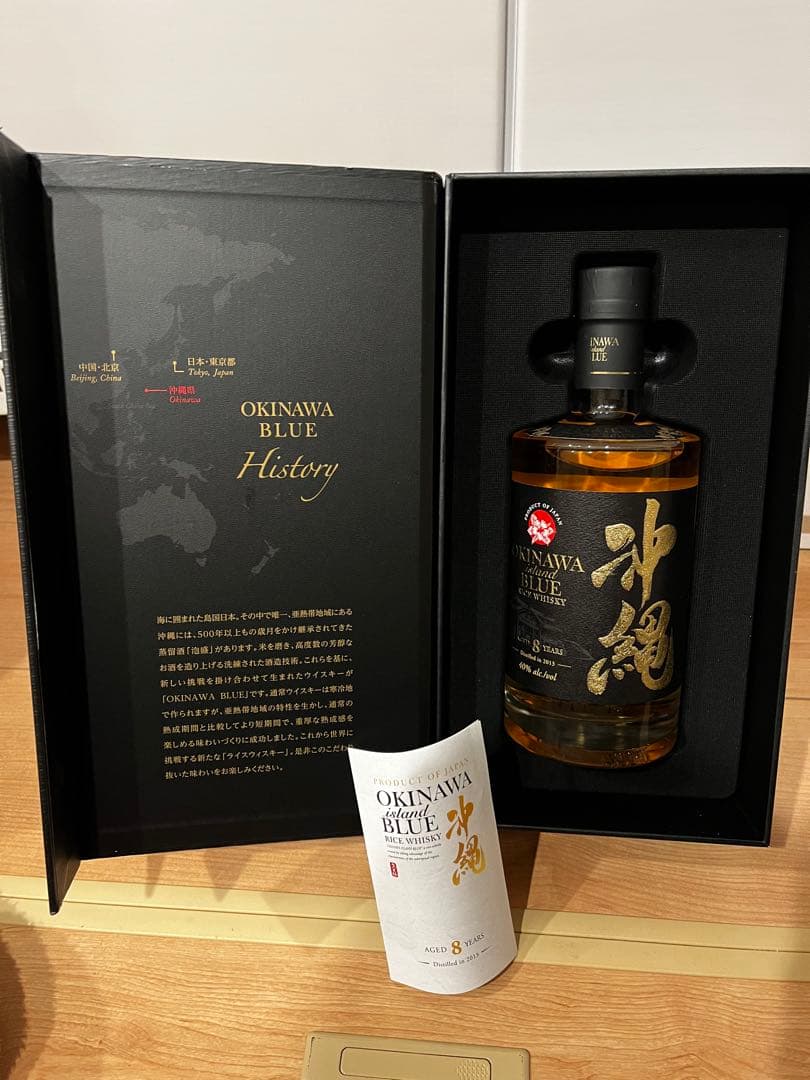 中国・北京
Beijing, China
日本・東京都
Tokyo, Japan
沖縄県
Okinawa
OKINAWA
BLUE
History
海に囲まれた島国日本。その中で唯一、亜熱帯地域にある
沖縄には、500年以上もの歳月をかけ継承されてきた
蒸留酒「泡盛」があります。米を磨き、高度数の芳醇な
お酒を造り上げる洗練された酒造技術。これらを基に、
新しい挑戦を掛け合わせて生まれたウイスキーが
「OKINAWA BLUE」です。通常ウイスキーは寒冷地
で作られますが、亜熱帯地域の特性を生かし、通常の
熟成期間と比較してより短期間で、重厚な熟成感を
楽しめる味わいづくりに成功しました。これから世界に
挑戦する新たな「ライスウィスキー」。是非このこだわり
抜いた味わいをお楽しみください。
INAWA
island
BLUE
PRODUCT OF JAPAN
OKINAWA
island
BLUE
RICE WHISKY
沖縄
8 YEARS
Distilled in 2015
40% alc./vol
PRODUCT OF JAPAN
OKINAWA
island
BLUE
RICE WHISKY
沖縄
AGED 8 YEARS
Distilled in 2015